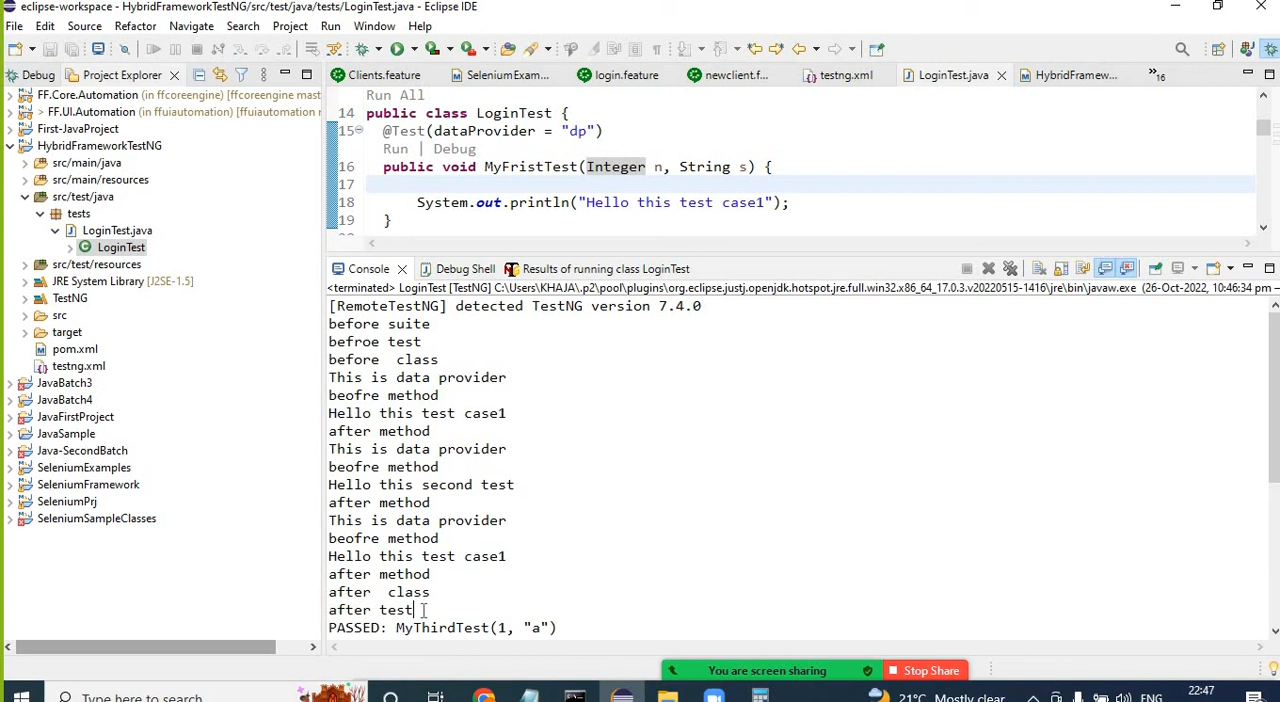 eclipse-workspace - HybridFrameworkTestNG/src/test/java/tests/LoginTest.java - Eclipse IDE
File Edit Source Refactor Navigate Search Project Run Window Help
Debug Project Explorer
Clients.feature SeleniumExam... login.feature newclient.f... testng.xml LoginTest.java HybridFramew... »16
FF.Core.Automation (in ffcoreengine) [ffcoreengine mast
> FF.UI.Automation (in ffuiautomation) [ffuiautomation r
First-JavaProject
HybridFrameworkTestNG
src/main/java
src/main/resources
src/test/java
tests
LoginTest.java
LoginTest
src/test/resources
JRE System Library [J2SE-1.5]
TestNG
src
target
pom.xml
testng.xml
JavaBatch3
JavaBatch4
JavaFirstProject
JavaSample
Java-SecondBatch
SeleniumExamples
SeleniumFramework
SeleniumPrj
SeleniumSampleClasses
Run All
14 public class LoginTest {
15 @Test(dataProvider = "dp")
Run | Debug
16 public void MyFristTest(Integer n, String s) {
17
18 System.out.println("Hello this test case1");
19 }
Console Debug Shell Results of running class LoginTest
<terminated> LoginTest [TestNG] C:\Users\KHAJA\.p2\pool\plugins\org.eclipse.justj.openjdk.hotspot.jre.full.win32.x86_64_17.0.3.v20220515-1416\jre\bin\javaw.exe (26-Oct-2022, 10:46:34 pm –
[RemoteTestNG] detected TestNG version 7.4.0
before suite
befroe test
before  class
This is data provider
beofre method
Hello this test case1
after method
This is data provider
beofre method
Hello this second test
after method
This is data provider
beofre method
Hello this test case1
after method
after  class
after test
PASSED: MyThirdTest(1, "a")
You are screen sharing Stop Share
Type here to search
21°C Mostly clear ENG 22:47